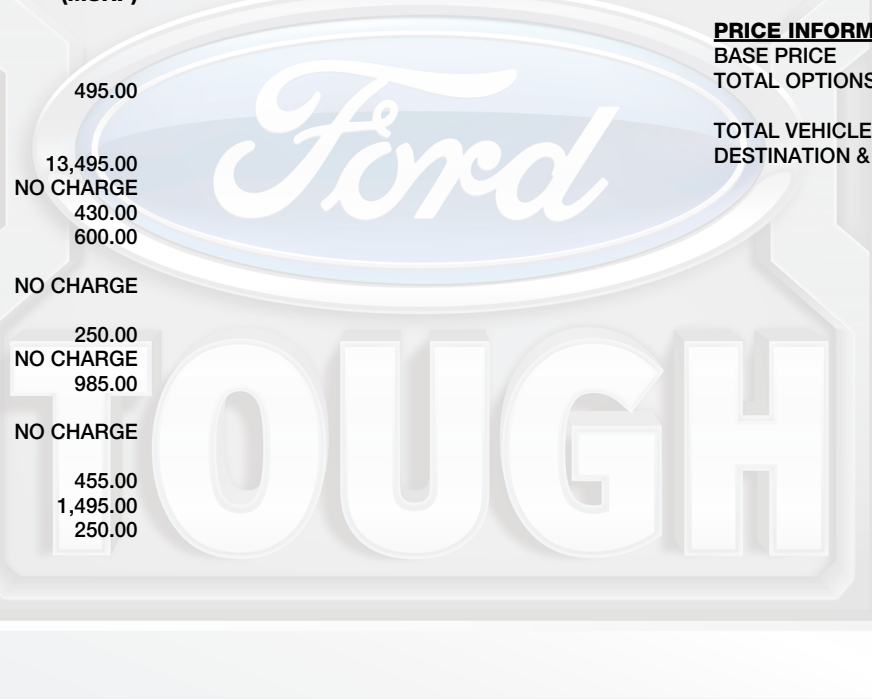 PRICE INFORM
BASE PRICE
TOTAL OPTIONS
TOTAL VEHICLE
DESTINATION &
495.00
13,495.00
NO CHARGE
430.00
600.00
NO CHARGE
250.00
NO CHARGE
985.00
NO CHARGE
455.00
1,495.00
250.00
Ford
TOUGH